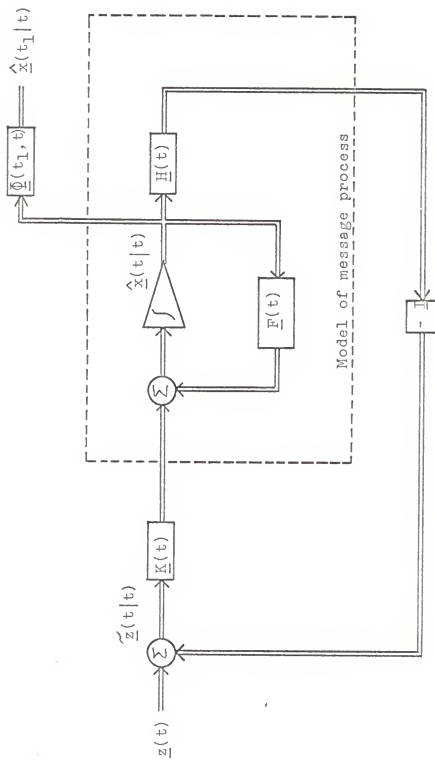 z(t)
Σ
z̃(t|t)
K(t)
Σ
∫
x̂(t|t)
F(t)
H(t)
Φ(t₁,t)
x̂(t₁|t)
- I
Model of message process